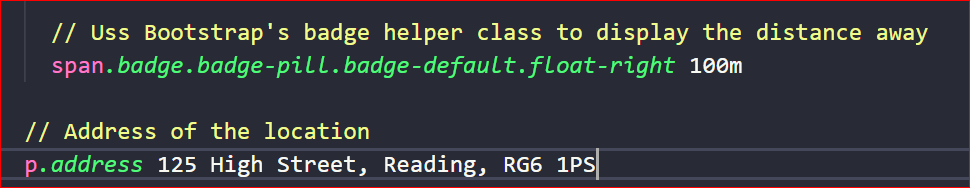 // Uss Bootstrap's badge helper class to display the distance away
span.badge.badge-pill.badge-default.float-right 100m
// Address of the location
p.address 125 High Street, Reading, RG6 1PS